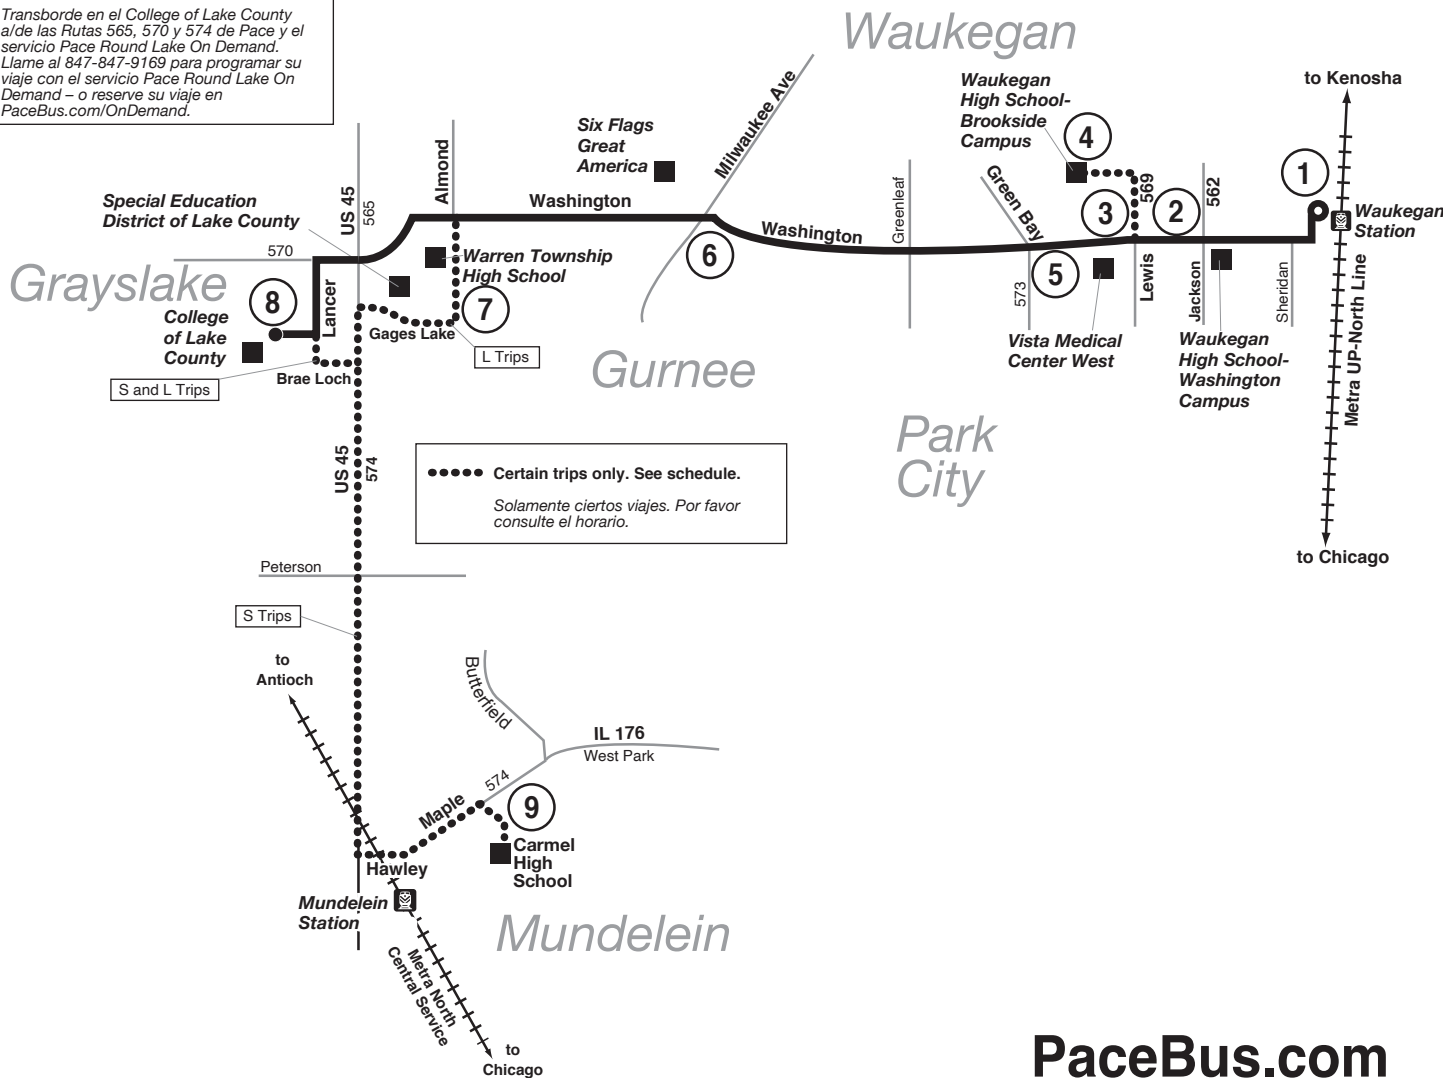 Transborde en el College of Lake County
a/de las Rutas 565, 570 y 574 de Pace y el
servicio Pace Round Lake On Demand.
Llame al 847-847-9169 para programar su
viaje con el servicio Pace Round Lake On
Demand – o reserve su viaje en
PaceBus.com/OnDemand.
Waukegan
to Kenosha
Waukegan
High School-
Brookside
Campus
4
1
Six Flags
Great
America
Milwaukee Ave
Almond
US 45
565
Special Education
District of Lake County
Washington
Washington
Greenleaf
Green Bay
3
569
2
562
Waukegan
Station
570
Warren Township
High School
6
5
573
Lewis
Jackson
Sheridan
Grayslake
8
Lancer
College
of Lake
County
7
Gages Lake
L Trips
Brae Loch
S and L Trips
Gurnee
Vista Medical
Center West
Waukegan
High School-
Washington
Campus
Metra UP-North Line
Park
City
US 45
574
Certain trips only. See schedule.
Solamente ciertos viajes. Por favor
consulte el horario.
to Chicago
Peterson
S Trips
to
Antioch
Butterfield
IL 176
West Park
574
9
Maple
Carmel
High
School
Hawley
Mundelein
Station
Mundelein
Metra North
Central Service
to
Chicago
PaceBus.com